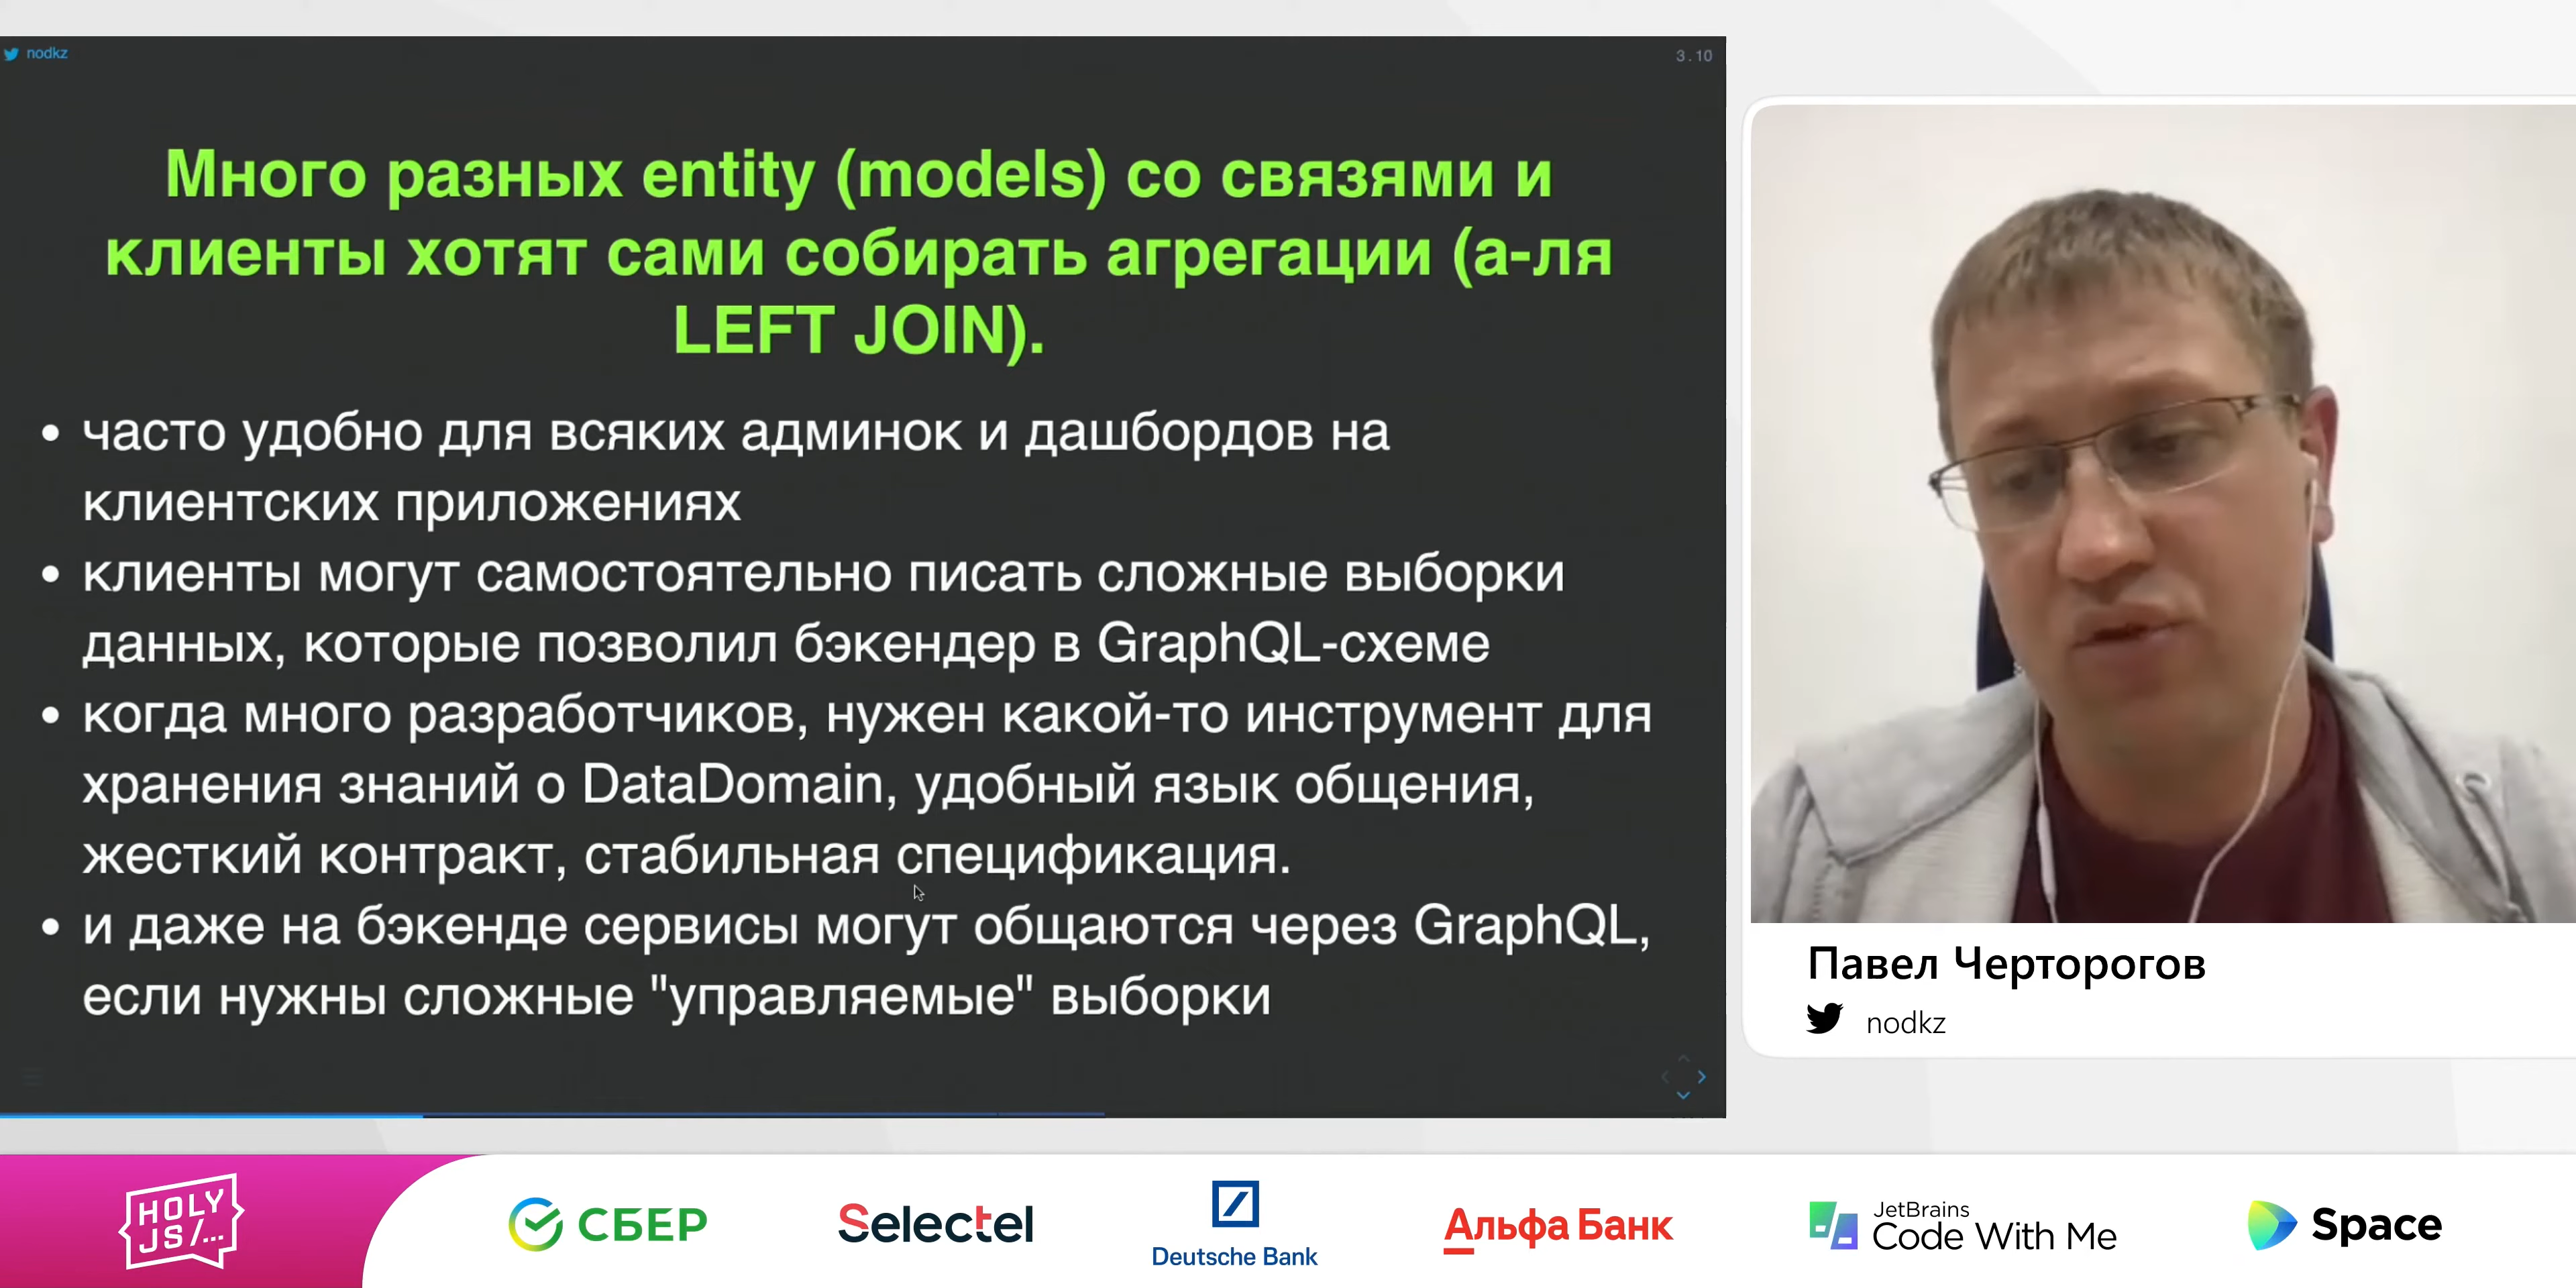 nodkz
3.10
Много разных entity (models) со связями и
клиенты хотят сами собирать агрегации (а-ля
LEFT JOIN).
• часто удобно для всяких админок и дашбордов на
клиентских приложениях
• клиенты могут самостоятельно писать сложные выборки
данных, которые позволил бэкендер в GraphQL-схеме
• когда много разработчиков, нужен какой-то инструмент для
хранения знаний о DataDomain, удобный язык общения,
жесткий контракт, стабильная спецификация.
• и даже на бэкенде сервисы могут общаются через GraphQL,
если нужны сложные "управляемые" выборки
Павел Черторогов
nodkz
HOLY
JS/...
СБЕР
Selectel
Deutsche Bank
Альфа Банк
JetBrains
Code With Me
Space